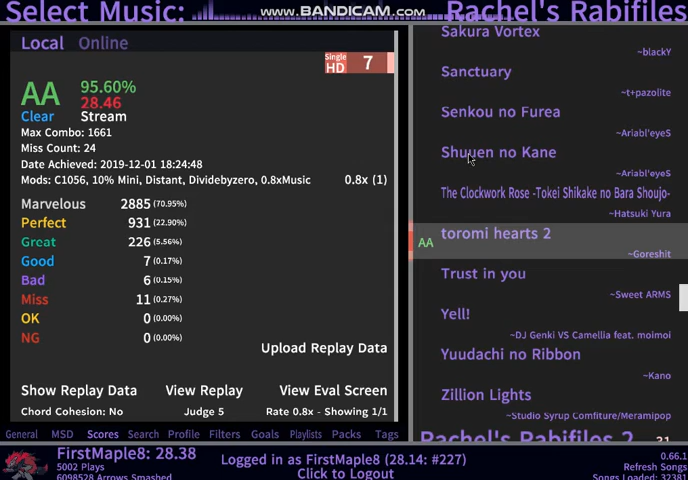 Select Music:
www.BANDICAM.com
Rachel's Rabifiles
Local Online
Single HD 7
AA
95.60%
28.46
Clear Stream
Max Combo: 1661
Miss Count: 24
Date Achieved: 2019-12-01 18:24:48
Mods: C1056, 10% Mini, Distant, Dividebyzero, 0.8xMusic 0.8x (1)
Marvelous 2885 (70.95%)
Perfect 931 (22.90%)
Great 226 (5.56%)
Good 7 (0.17%)
Bad 6 (0.15%)
Miss 11 (0.27%)
OK 0 (0.00%)
NG 0 (0.00%)
Upload Replay Data
Show Replay Data View Replay View Eval Screen
Chord Cohesion: No Judge 5 Rate 0.8x - Showing 1/1
General MSD Scores Search Profile Filters Goals Playlists Packs Tags
FirstMaple8: 28.38
5002 Plays
6098528 Arrows Smashed
Logged in as FirstMaple8 (28.14: #227)
Click to Logout
0.66.1
Refresh Songs
Songs Loaded: 32381
Sakura Vortex
~blackY
Sanctuary
~t+pazolite
Senkou no Furea
~Ariabl'eyeS
Shuuen no Kane
~Ariabl'eyeS
The Clockwork Rose -Tokei Shikake no Bara Shoujo-
~Hatsuki Yura
AA toromi hearts 2
~Goreshit
Trust in you
~Sweet ARMS
Yell!
~DJ Genki VS Camellia feat. moimoi
Yuudachi no Ribbon
~Kano
Zillion Lights
~Studio Syrup Comfiture/Meramipop
Rachel's Rabifiles 2 31